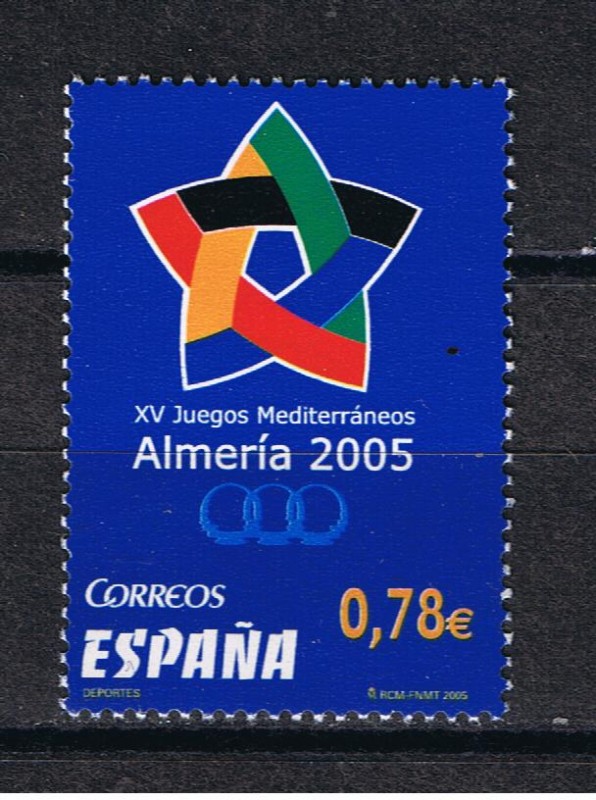 XV Juegos Mediterráneos
Almería 2005
CORREOS
0,78€
ESPAÑA
DEPORTES
RCM-FNMT 2005